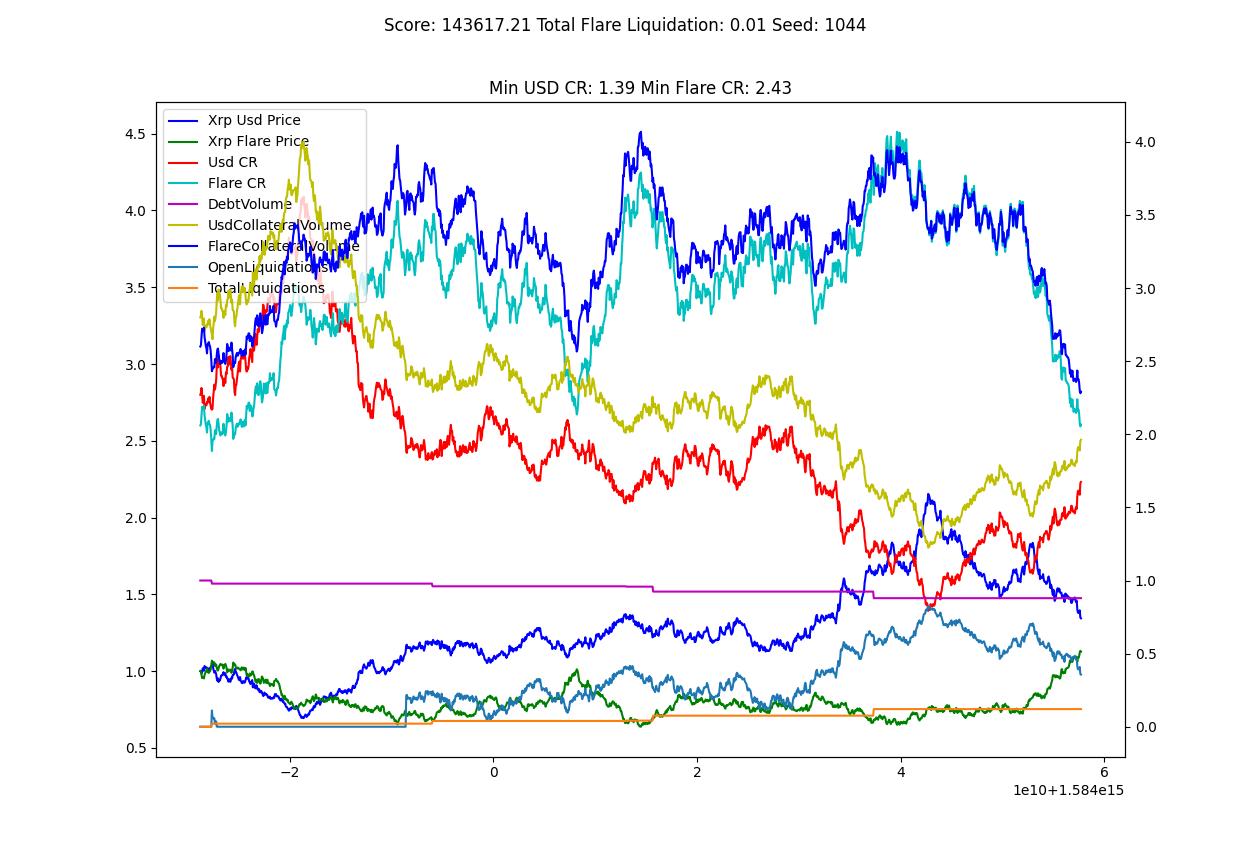 Score: 143617.21 Total Flare Liquidation: 0.01 Seed: 1044
Min USD CR: 1.39 Min Flare CR: 2.43
Xrp Usd Price
Xrp Flare Price
Usd CR
Flare CR
DebtVolume
UsdCollateralVolume
FlareCollateralVolume
OpenLiquidations
TotalLiquidations
4.5
4.0
3.5
3.0
2.5
2.0
1.5
1.0
0.5
4.0
3.5
3.0
2.5
2.0
1.5
1.0
0.5
0.0
−2 0 2 4 6
1e10+1.584e15